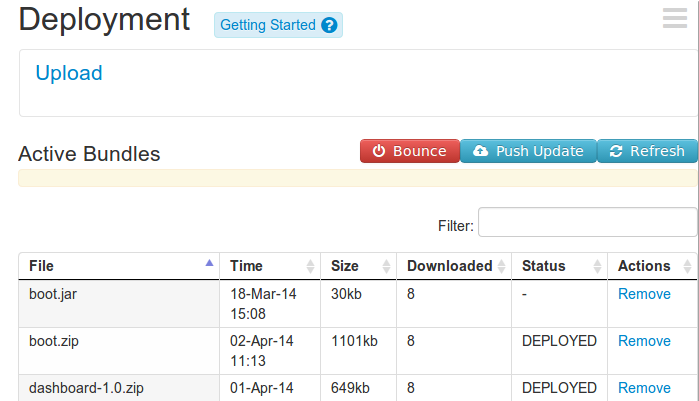 Deployment Getting Started ?
Upload
Active Bundles Bounce Push Update Refresh
Filter:
File Time Size Downloaded Status Actions
boot.jar 18-Mar-14 30kb 8 - Remove
15:08
boot.zip 02-Apr-14 1101kb 8 DEPLOYED Remove
11:13
dashboard-1.0.zip 01-Apr-14 649kb 8 DEPLOYED Remove